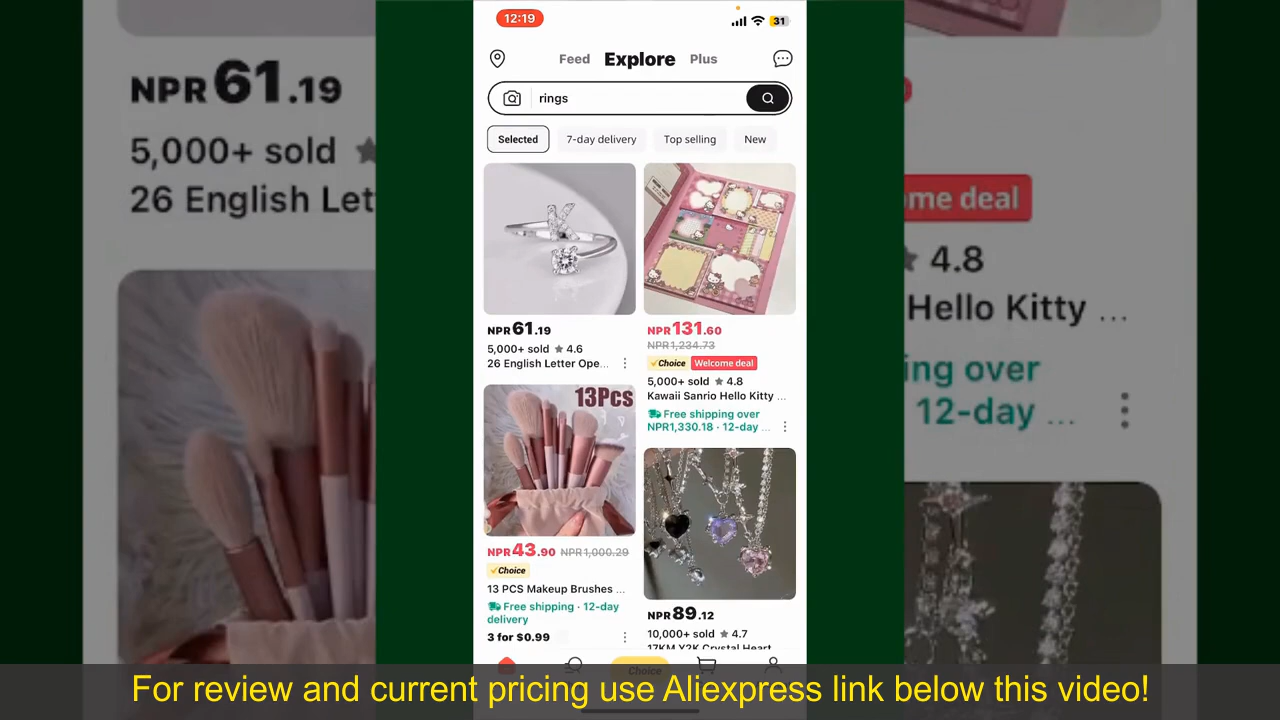 12:19
31
Feed Explore Plus
rings
Selected 7-day delivery Top selling New
NPR61.19
5,000+ sold ★ 4.6
26 English Letter Ope...
NPR131.60
NPR1,234.73
Choice Welcome deal
5,000+ sold ★ 4.8
Kawaii Sanrio Hello Kitty ...
Free shipping over
NPR1,330.18 · 12-day ...
13Pcs
NPR43.90 NPR1,000.29
Choice
13 PCS Makeup Brushes ...
Free shipping · 12-day
delivery
3 for $0.99
NPR89.12
10,000+ sold ★ 4.7
17KM Y2K Crystal Heart
Choice
NPR61.19
5,000+ sold
26 English Let
me deal
4.8
Hello Kitty ...
ing over
12-day ...
For review and current pricing use Aliexpress link below this video!